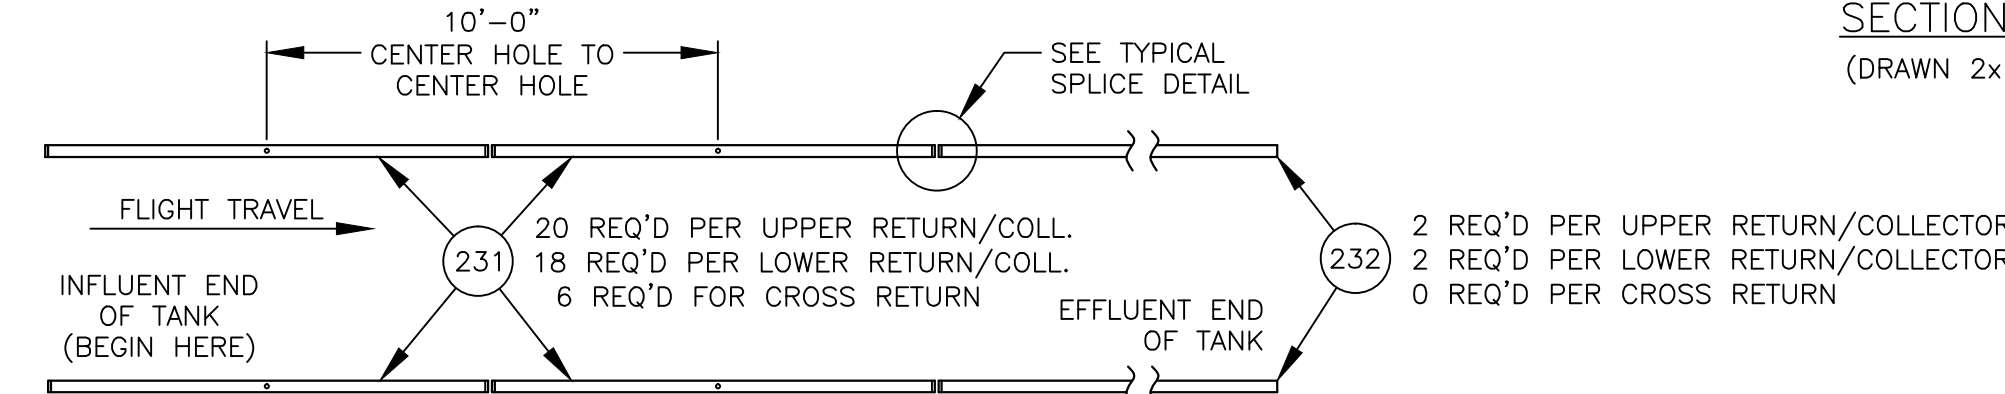 10'-0"
CENTER HOLE TO
CENTER HOLE
SEE TYPICAL
SPLICE DETAIL
SECTION
(DRAWN 2x
FLIGHT TRAVEL
INFLUENT END
OF TANK
(BEGIN HERE)
231
20 REQ'D PER UPPER RETURN/COLL.
18 REQ'D PER LOWER RETURN/COLL.
6 REQ'D FOR CROSS RETURN
EFFLUENT END
OF TANK
232
2 REQ'D PER UPPER RETURN/COLLECTOR
2 REQ'D PER LOWER RETURN/COLLECTOR
0 REQ'D PER CROSS RETURN